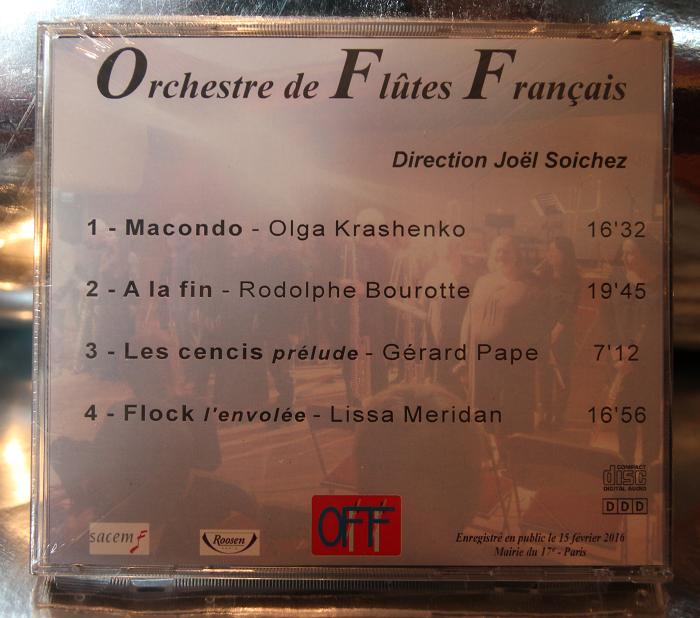 Orchestre de Flûtes Français
Direction Joël Soichez
1 - Macondo - Olga Krashenko 16'32
2 - A la fin - Rodolphe Bourotte 19'45
3 - Les cencis prélude - Gérard Pape 7'12
4 - Flock l'envolée - Lissa Meridan 16'56
COMPACT
disc
DIGITAL AUDIO
DDD
sacem
Roosen
OFF
Enregistré en public le 15 février 2016
Mairie du 17e - Paris